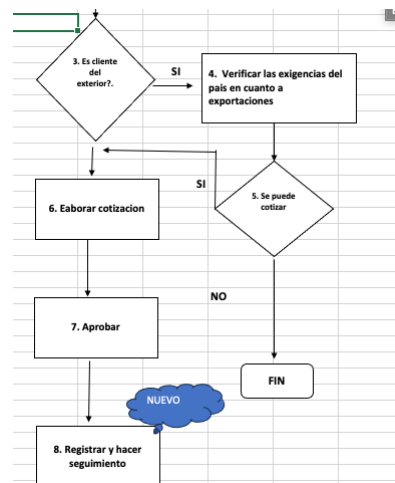 3. Es cliente
del
exterior?.
SI
4. Verificar las exigencias del
pais en cuanto a
exportaciones
SI
5. Se puede
cotizar
6. Eaborar cotizacion
NO
7. Aprobar
FIN
NUEVO
8. Registrar y hacer
seguimiento